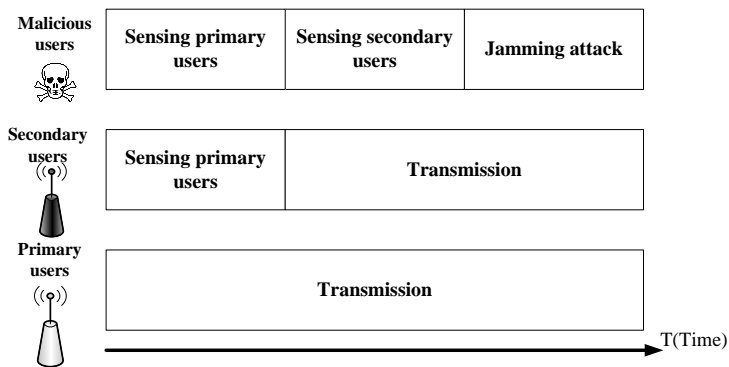 Malicious
users
Sensing primary
users
Sensing secondary
users
Jamming attack
Secondary
users
Sensing primary
users
Transmission
Primary
users
Transmission
T(Time)